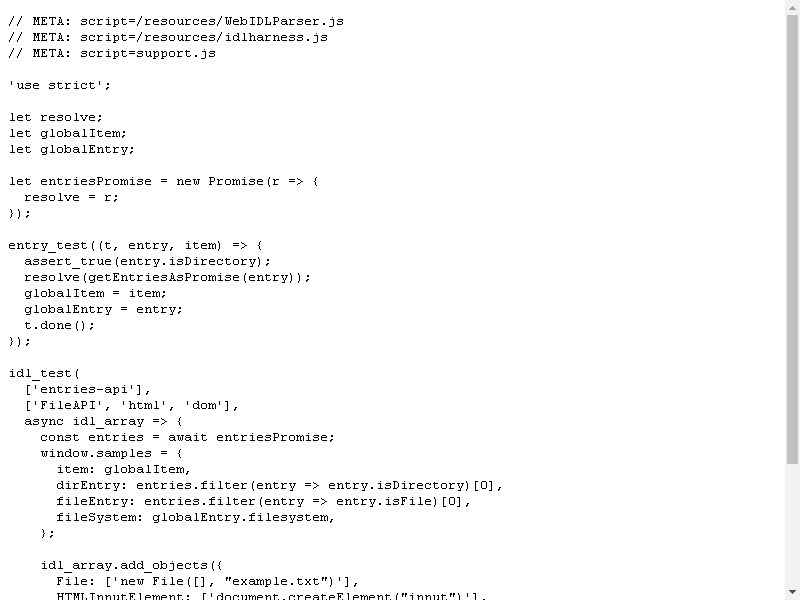 // META: script=/resources/WebIDLParser.js
// META: script=/resources/idlharness.js
// META: script=support.js

'use strict';

let resolve;
let globalItem;
let globalEntry;

let entriesPromise = new Promise(r => {
  resolve = r;
});

entry_test((t, entry, item) => {
  assert_true(entry.isDirectory);
  resolve(getEntriesAsPromise(entry));
  globalItem = item;
  globalEntry = entry;
  t.done();
});

idl_test(
  ['entries-api'],
  ['FileAPI', 'html', 'dom'],
  async idl_array => {
    const entries = await entriesPromise;
    window.samples = {
      item: globalItem,
      dirEntry: entries.filter(entry => entry.isDirectory)[0],
      fileEntry: entries.filter(entry => entry.isFile)[0],
      fileSystem: globalEntry.filesystem,
    };

    idl_array.add_objects({
      File: ['new File([], "example.txt")'],
      HTMLInputElement: ['document.createElement("input")'],